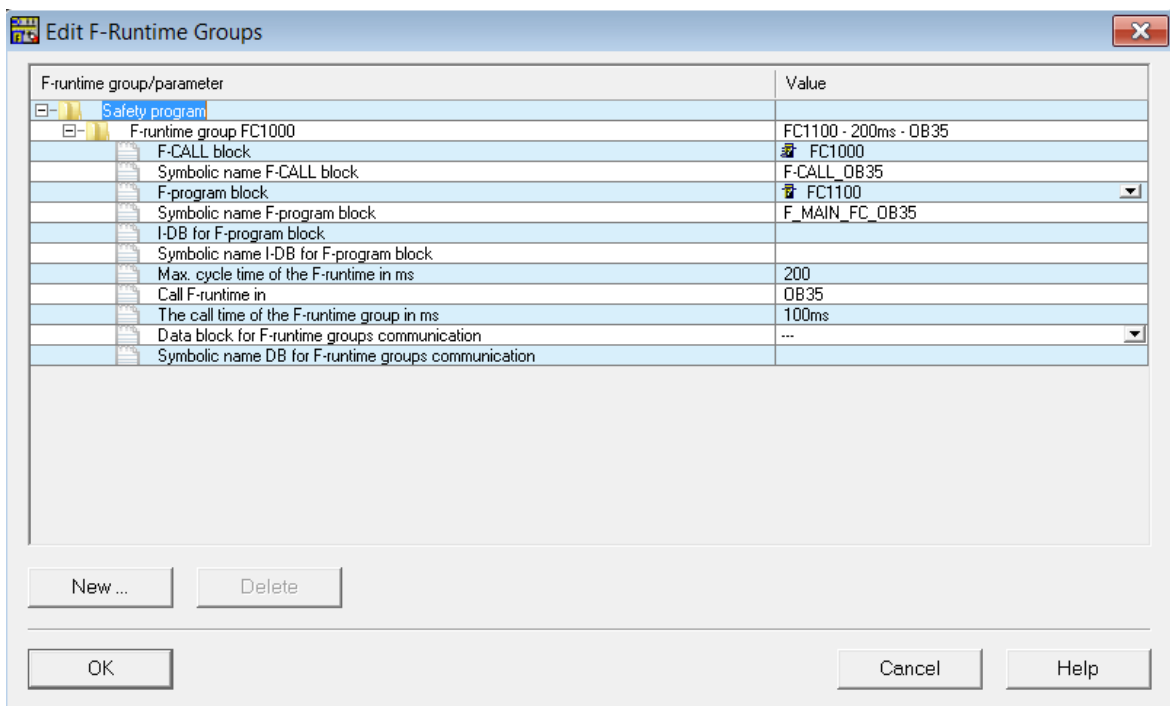 Edit F-Runtime Groups
F-runtime group/parameter Value
Safety program
F-runtime group FC1000 FC1100 - 200ms - OB35
F-CALL block FC1000
Symbolic name F-CALL block F-CALL_OB35
F-program block FC1100
Symbolic name F-program block F_MAIN_FC_OB35
I-DB for F-program block
Symbolic name I-DB for F-program block
Max. cycle time of the F-runtime in ms 200
Call F-runtime in OB35
The call time of the F-runtime group in ms 100ms
Data block for F-runtime groups communication ---
Symbolic name DB for F-runtime groups communication
New ... Delete
OK Cancel Help